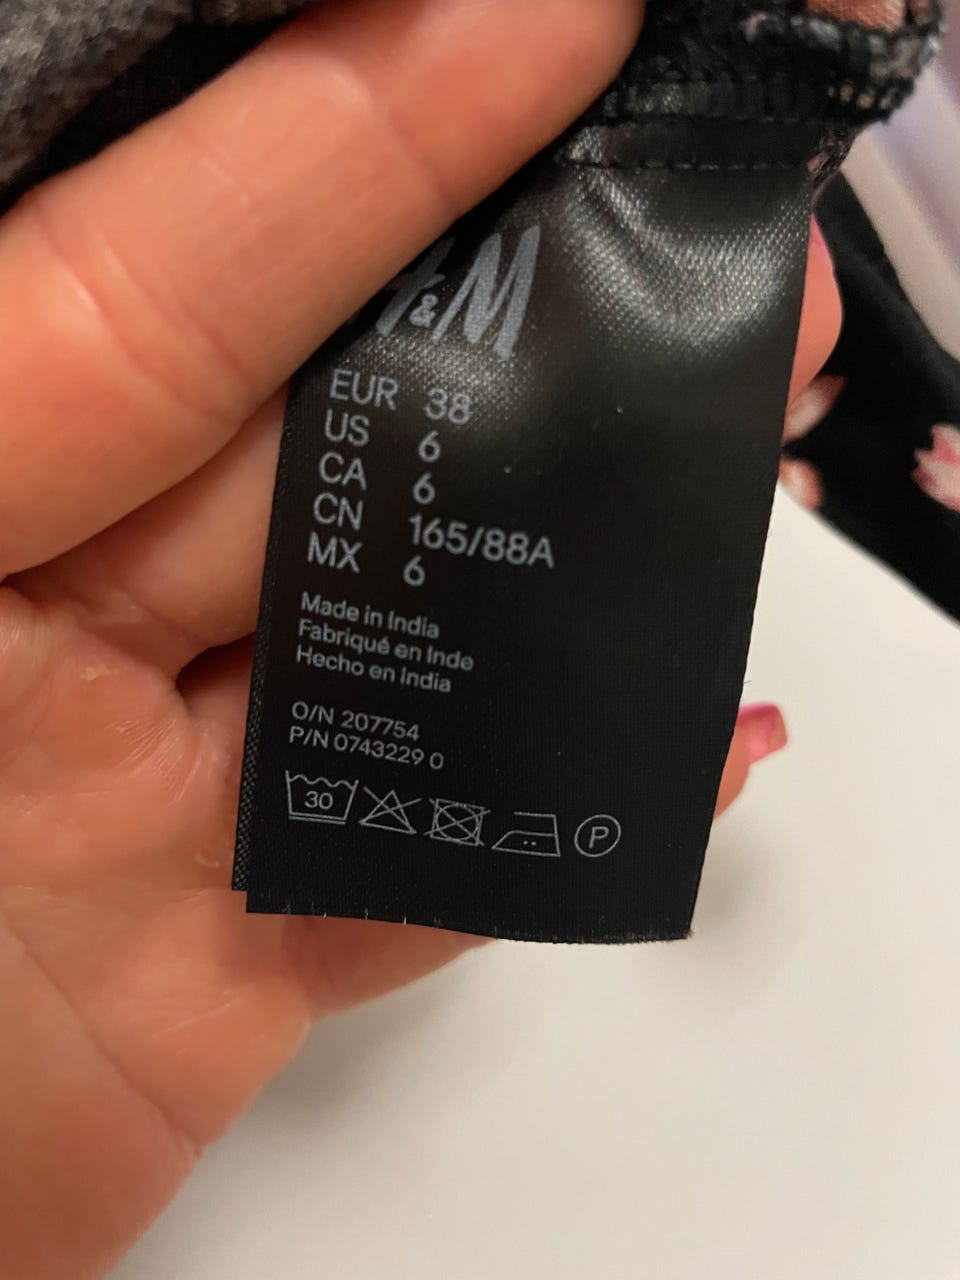 H&M
EUR 38
US 6
CA 6
CN 165/88A
MX 6
Made in India
Fabriqué en Inde
Hecho en India
O/N 207754
P/N 0743229 0
30
P